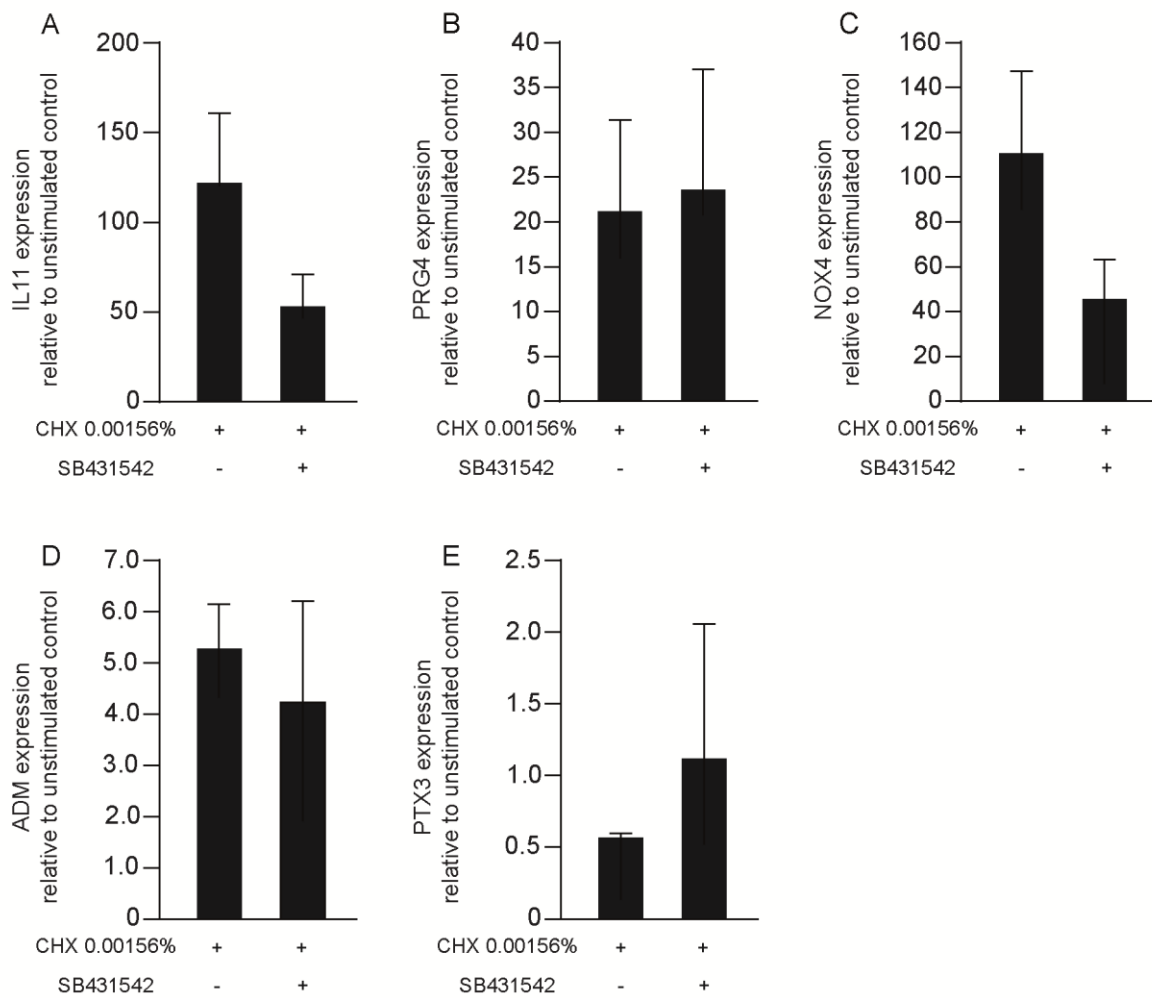 A
IL11 expression
relative to unstimulated control
200
150
100
50
0
CHX 0.00156% + +
SB431542 - +
B
PRG4 expression
relative to unstimulated control
40
35
30
25
20
15
10
5
0
CHX 0.00156% + +
SB431542 - +
C
NOX4 expression
relative to unstimulated control
160
140
120
100
80
60
40
20
0
CHX 0.00156% + +
SB431542 - +
D
ADM expression
relative to unstimulated control
7.0
6.0
5.0
4.0
3.0
2.0
1.0
0
CHX 0.00156% + +
SB431542 - +
E
PTX3 expression
relative to unstimulated control
2.5
2.0
1.5
1.0
0.5
0
CHX 0.00156% + +
SB431542 - +